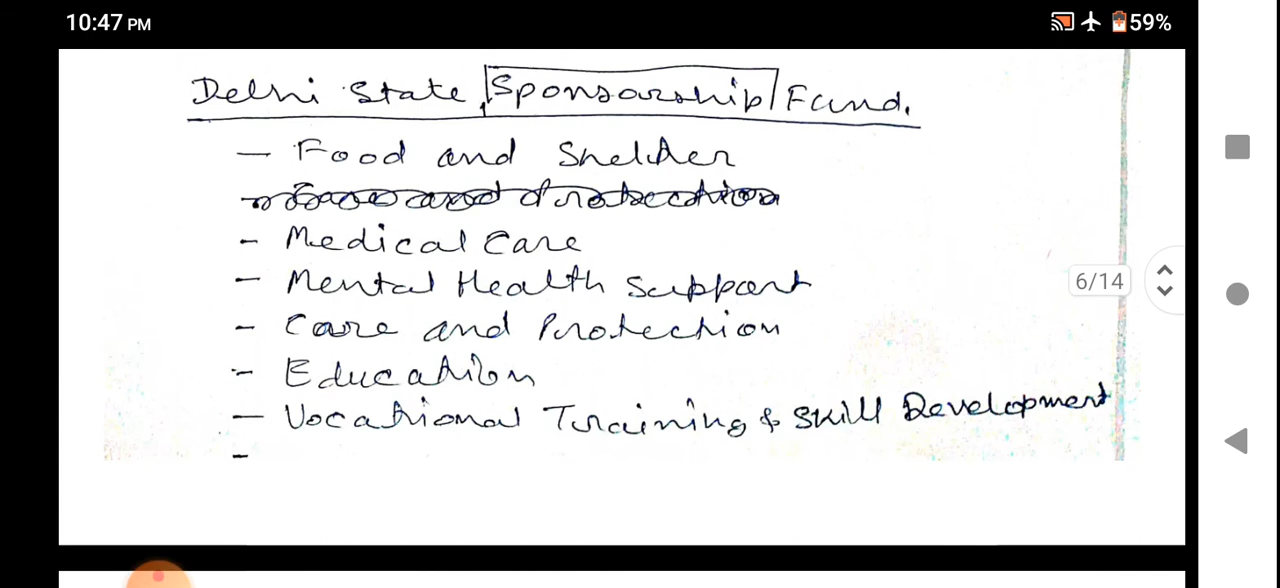 10:47 PM
59%
Delhi State Sponsorship Fund.
— Food and Shelter
- Medical Care
- Mental Health Support
- Care and Protection
- Education
— Vocational Training & Skill Development
-
6/14